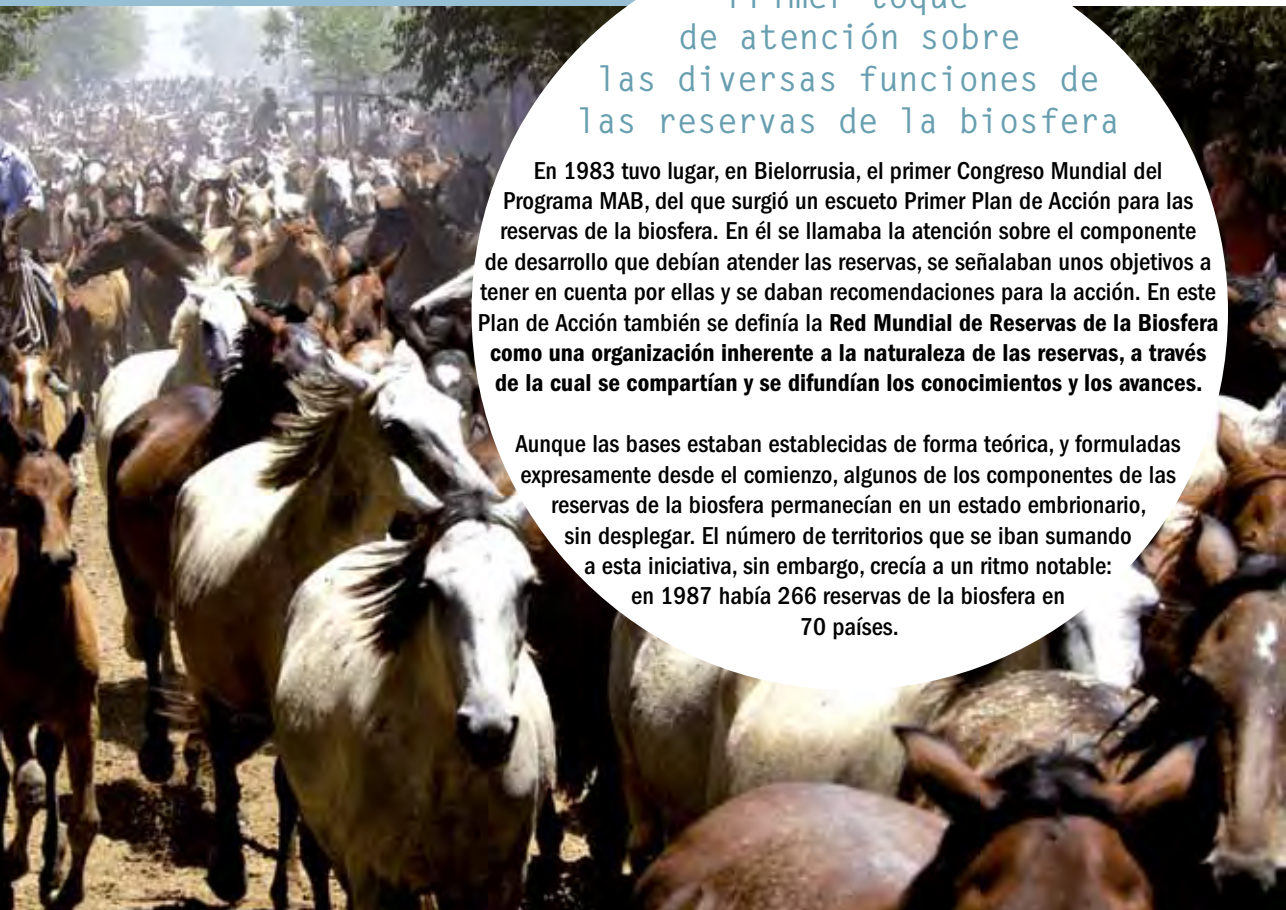 Primer toque
de atención sobre
las diversas funciones de
las reservas de la biosfera
En 1983 tuvo lugar, en Bielorrusia, el primer Congreso Mundial del
Programa MAB, del que surgió un escueto Primer Plan de Acción para las
reservas de la biosfera. En él se llamaba la atención sobre el componente
de desarrollo que debían atender las reservas, se señalaban unos objetivos a
tener en cuenta por ellas y se daban recomendaciones para la acción. En este
Plan de Acción también se definía la Red Mundial de Reservas de la Biosfera
como una organización inherente a la naturaleza de las reservas, a través
de la cual se compartían y se difundían los conocimientos y los avances.
Aunque las bases estaban establecidas de forma teórica, y formuladas
expresamente desde el comienzo, algunos de los componentes de las
reservas de la biosfera permanecían en un estado embrionario,
sin desplegar. El número de territorios que se iban sumando
a esta iniciativa, sin embargo, crecía a un ritmo notable:
en 1987 había 266 reservas de la biosfera en
70 países.